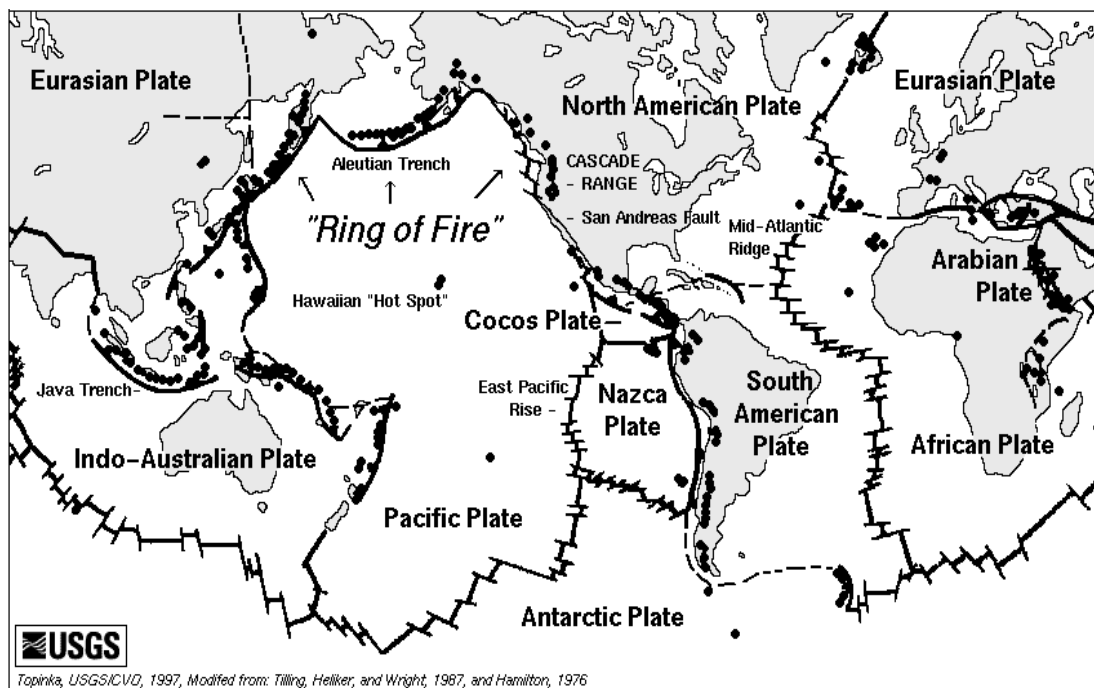 Eurasian Plate
North American Plate
Eurasian Plate
Aleutian Trench
CASCADE
- RANGE
"Ring of Fire"
- San Andreas Fault
Mid-Atlantic
Ridge
Arabian
Plate
Hawaiian "Hot Spot"
Cocos Plate-
Java Trench-
East Pacific
Rise -
Nazca
Plate
South
American
Plate
Indo-Australian Plate
African Plate
Pacific Plate
Antarctic Plate
USGS
Topinka, USGS/CVO, 1997, Modifed from: Tilling, Heliker, and Wright, 1987, and Hamilton, 1976